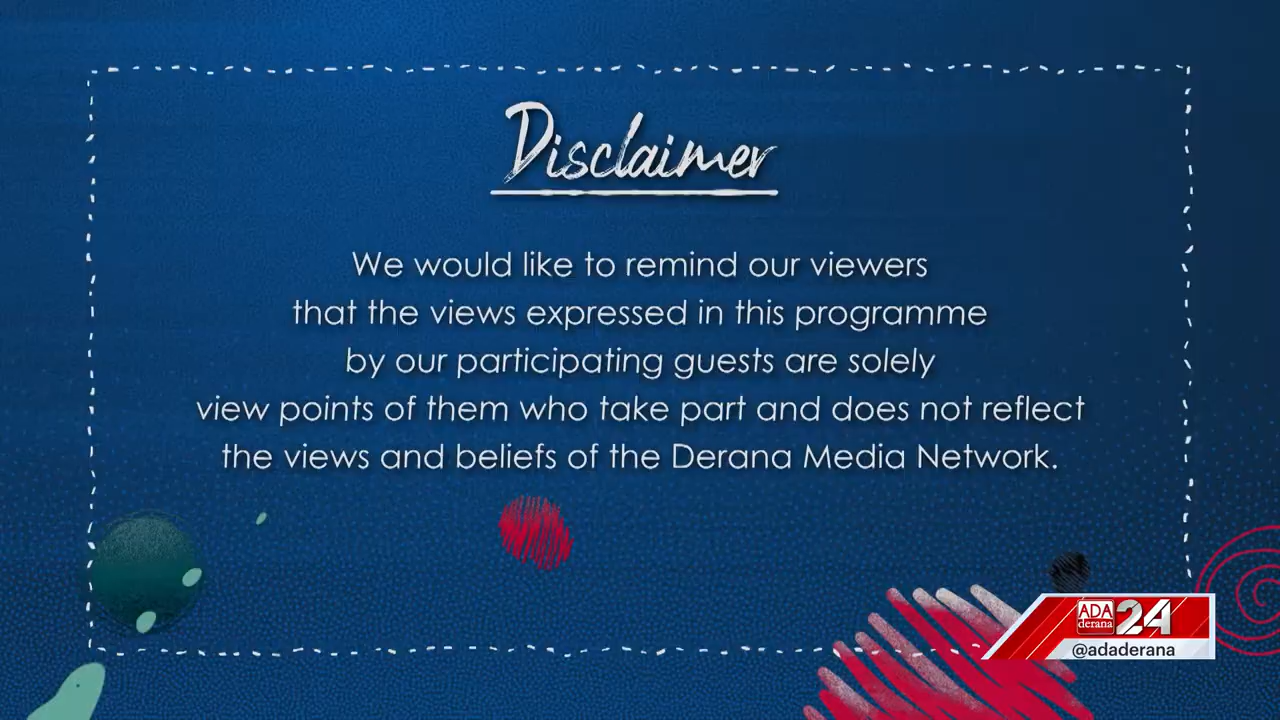 Disclaimer
We would like to remind our viewers
that the views expressed in this programme
by our participating guests are solely
view points of them who take part and does not reflect
the views and beliefs of the Derana Media Network.
ADA
derana
24
@adaderana